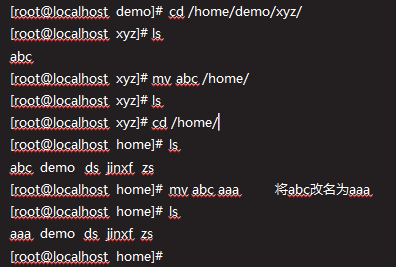 [root@localhost demo]# cd /home/demo/xyz/
[root@localhost xyz]# ls
abc
[root@localhost xyz]# mv abc /home/
[root@localhost xyz]# ls
[root@localhost xyz]# cd /home/
[root@localhost home]# ls
abc demo ds jinxf zs
[root@localhost home]# mv abc aaa 将abc改名为aaa
[root@localhost home]# ls
aaa demo ds jinxf zs
[root@localhost home]#